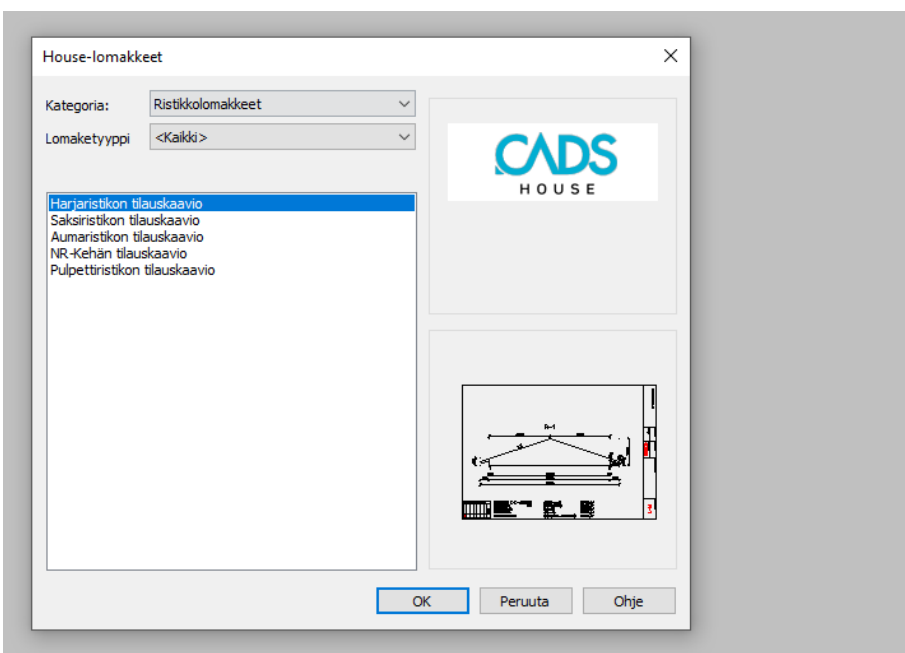 House-lomakkeet
Kategoria: Ristikkolomakkeet
Lomaketyyppi <Kaikki>
CADS
HOUSE
Harjaristikon tilauskaavio
Saksiristikon tilauskaavio
Aumaristikon tilauskaavio
NR-Kehän tilauskaavio
Pulpettiristikon tilauskaavio
OK Peruuta Ohje